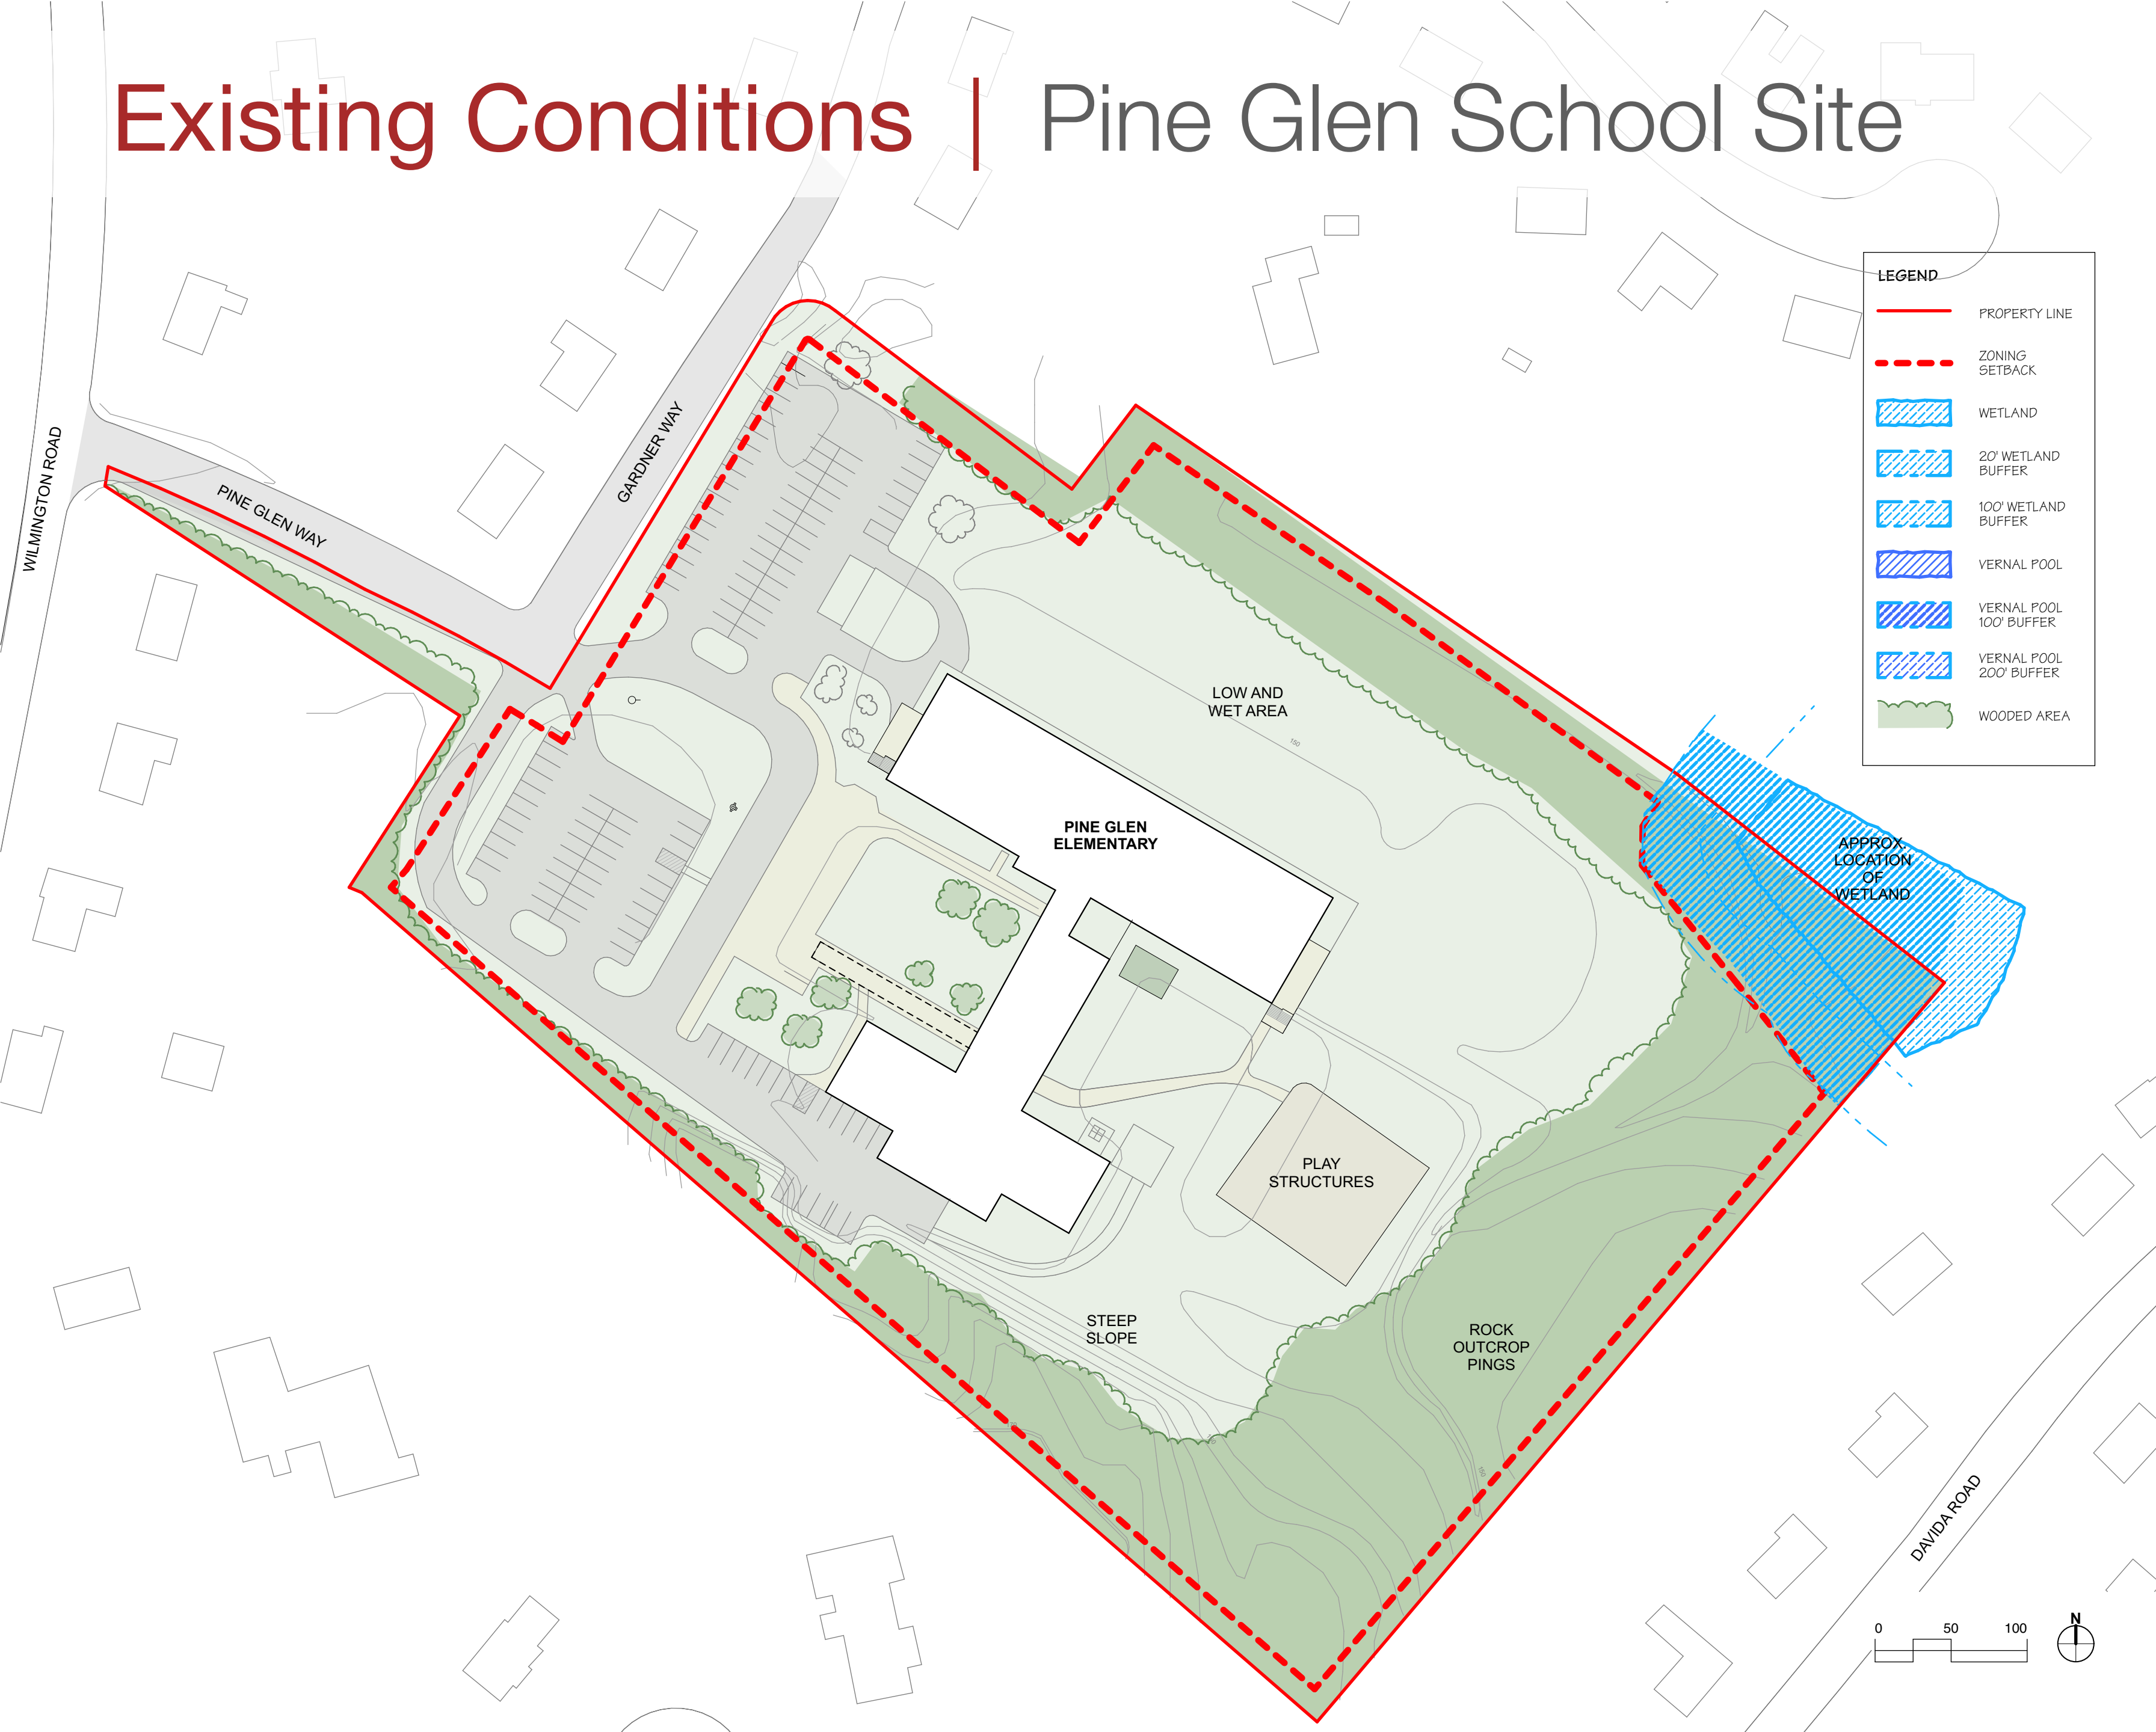 Existing Conditions | Pine Glen School Site
LEGEND
PROPERTY LINE
ZONING
SETBACK
WETLAND
20' WETLAND
BUFFER
100' WETLAND
BUFFER
VERNAL POOL
VERNAL POOL
100' BUFFER
VERNAL POOL
200' BUFFER
WOODED AREA
WILMINGTON ROAD
PINE GLEN WAY
GARDNER WAY
LOW AND
WET AREA
150
PINE GLEN
ELEMENTARY
APPROX.
LOCATION
OF
WETLAND
PLAY
STRUCTURES
STEEP
SLOPE
ROCK
OUTCROP
PINGS
150
DAVIDA ROAD
0 50 100
N